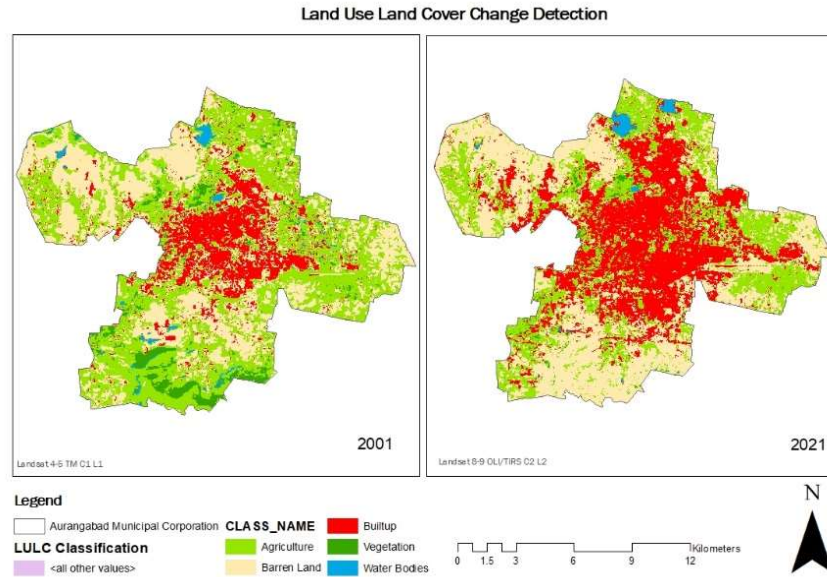 Land Use Land Cover Change Detection
2001
Landsat 4-5 TM C1 L1
2021
Landsat 8-9 OLI/TIRS C2 L2
Legend
Aurangabad Municipal Corporation
LULC Classification
<all other values>
CLASS_NAME
Agriculture
Barren Land
Builtup
Vegetation
Water Bodies
0 1.5 3 6 9 12 Kilometers
N